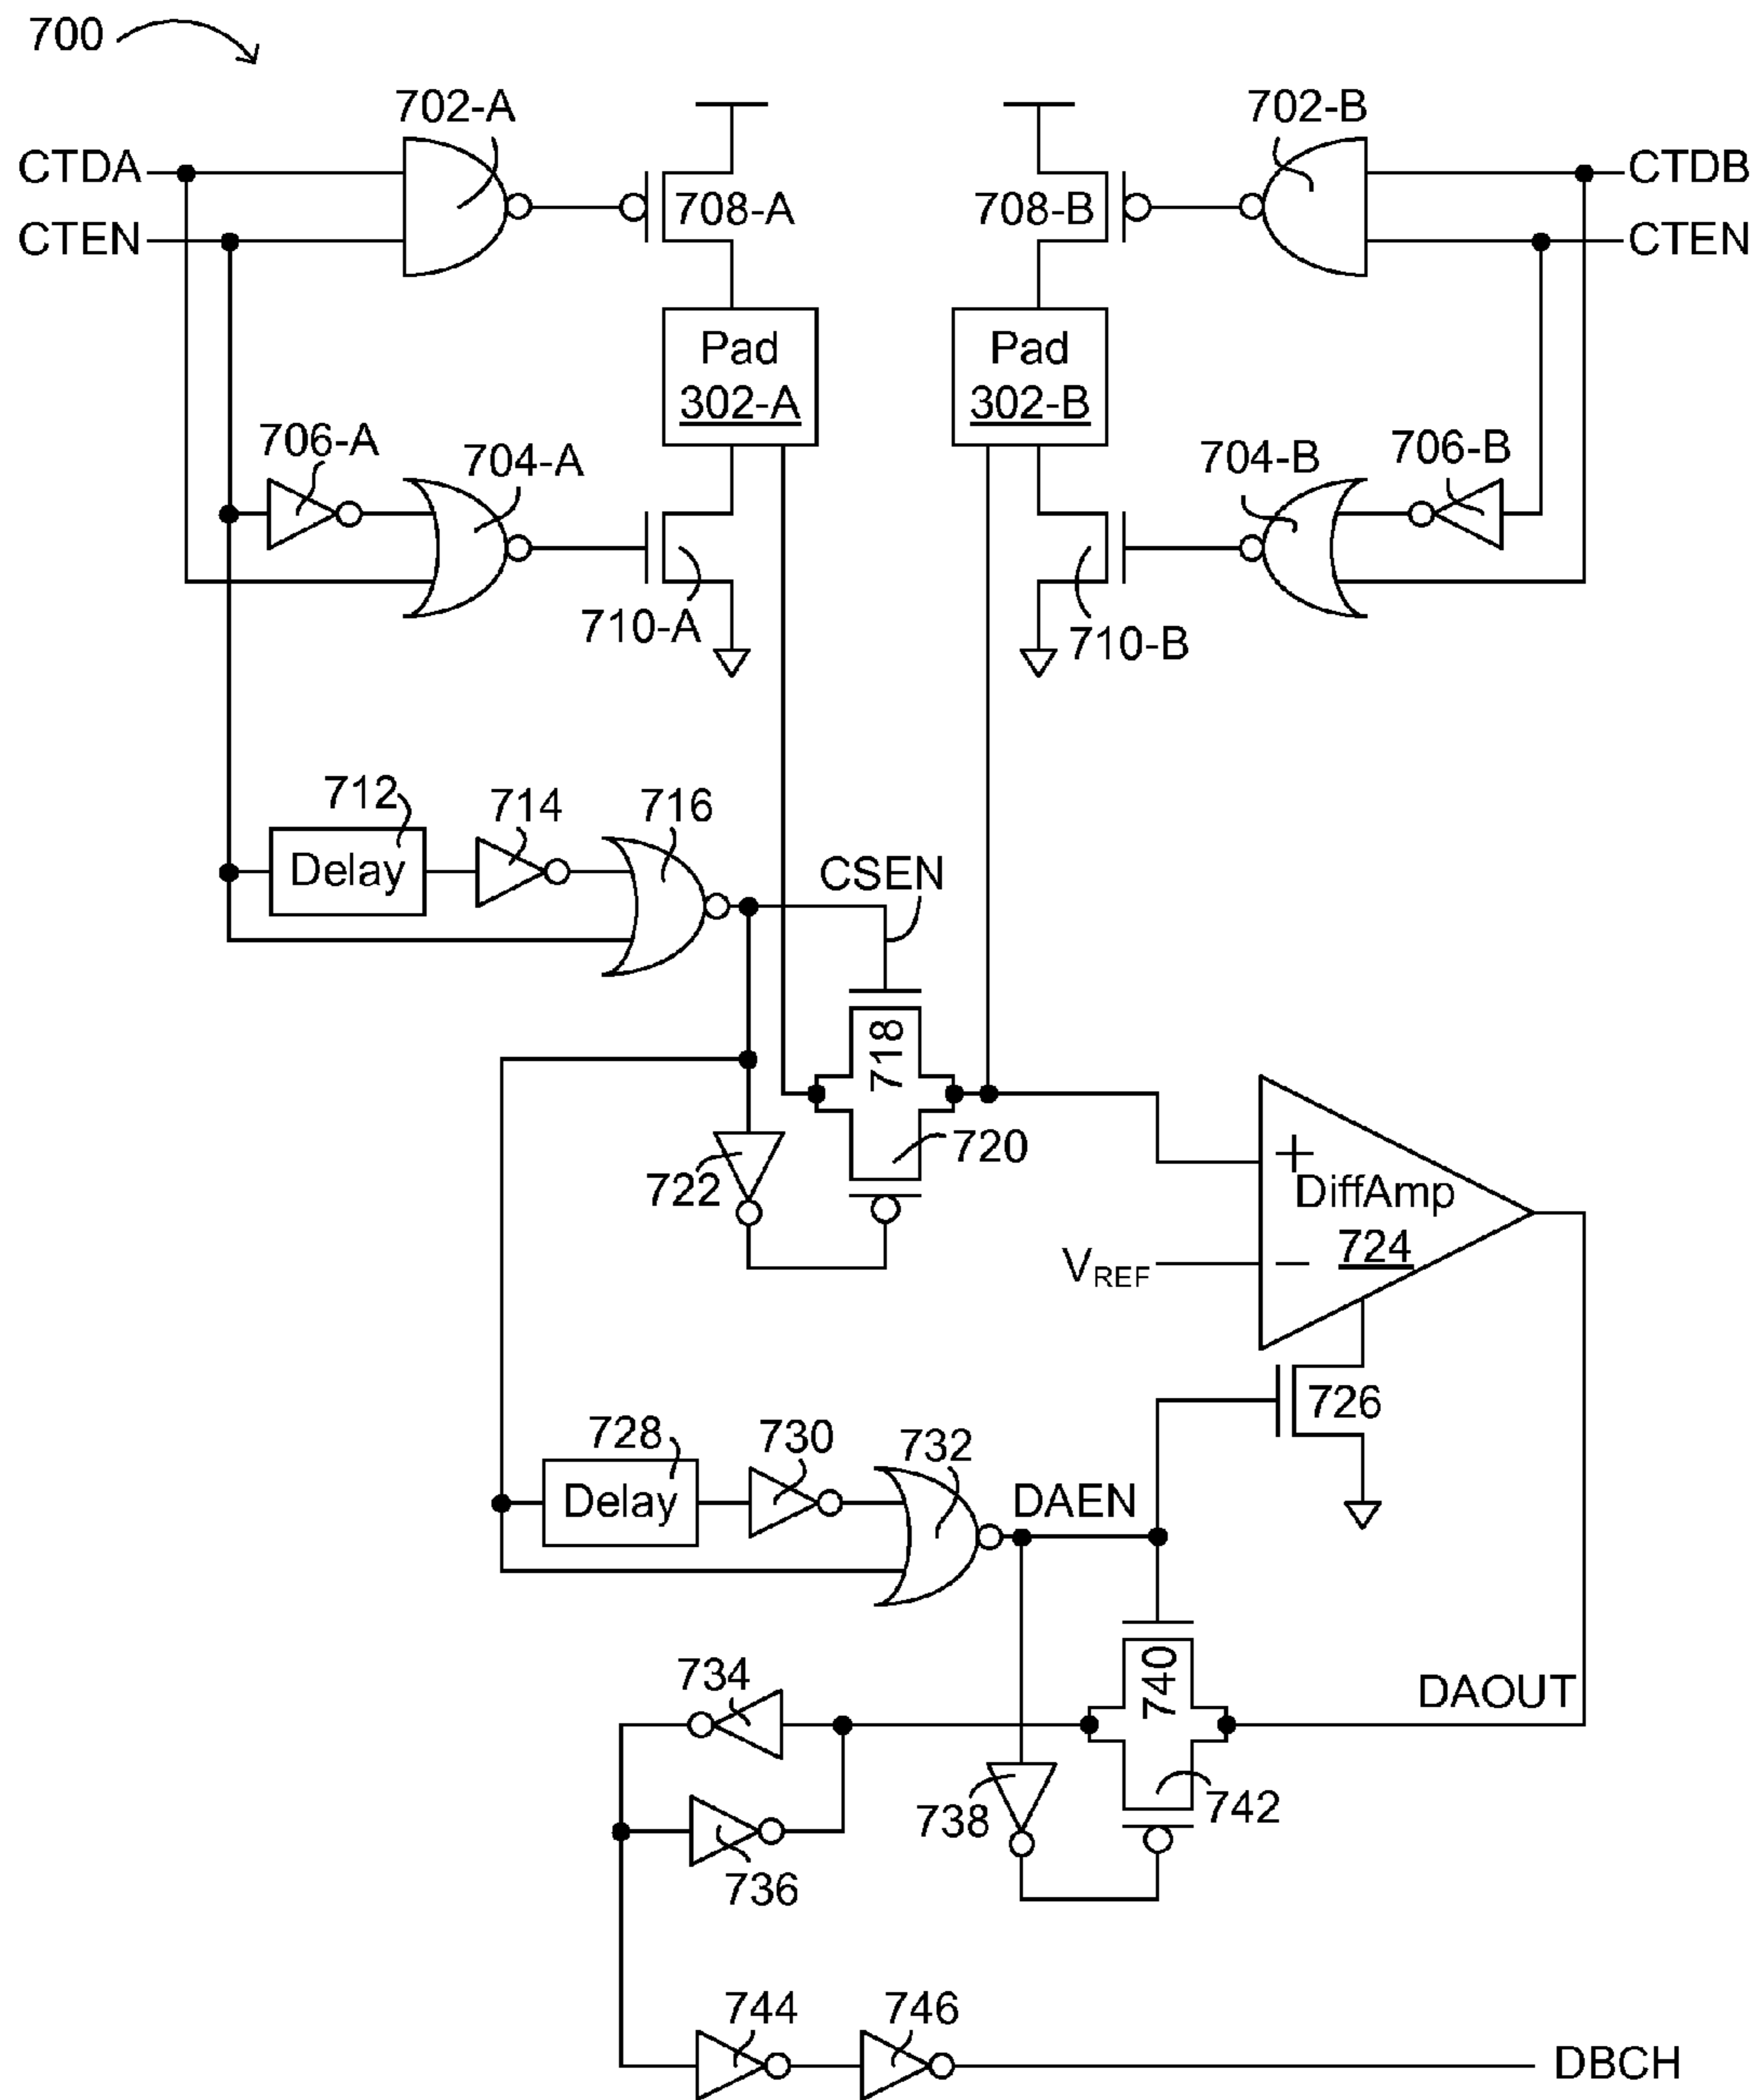 700
702-A
702-B
CTDA
CTDB
708-A
708-B
CTEN
CTEN
Pad
302-A
Pad
302-B
706-A
704-A
704-B
706-B
710-A
710-B
712
714
716
Delay
CSEN
718
720
722
+
DiffAmp
724
−
VREF
726
728
730
732
Delay
DAEN
740
734
DAOUT
738
742
736
744
746
DBCH